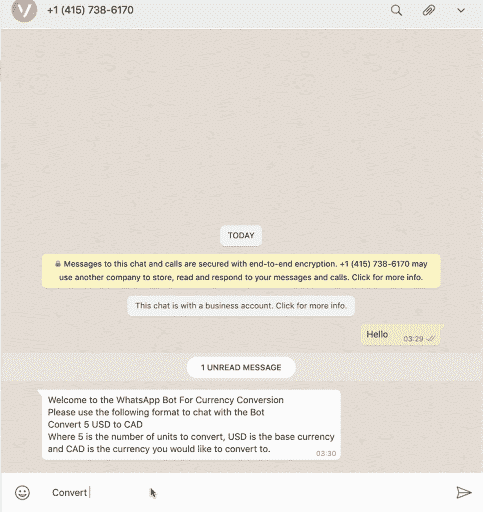 +1 (415) 738-6170
TODAY
Messages to this chat and calls are secured with end-to-end encryption. +1 (415) 738-6170 may
use another company to store, read and respond to your messages and calls. Click for more info.
This chat is with a business account. Click for more info.
Hello
03:29
1 UNREAD MESSAGE
Welcome to the WhatsApp Bot For Currency Conversion
Please use the following format to chat with the Bot
Convert 5 USD to CAD
Where 5 is the number of units to convert, USD is the base currency
and CAD is the currency you would like to convert to.
03:30
Convert